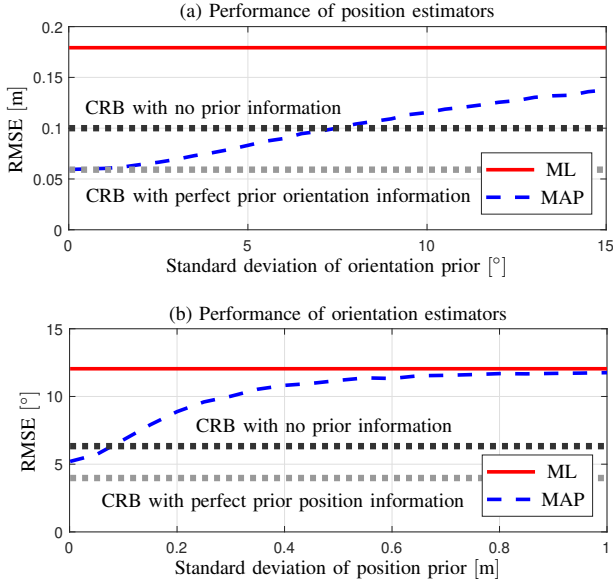 (a) Performance of position estimators
0.2
0.15
0.1
0.05
0
RMSE [m]
CRB with no prior information
CRB with perfect prior orientation information
ML
MAP
0
5
10
15
Standard deviation of orientation prior [°]
(b) Performance of orientation estimators
15
10
5
0
RMSE [°]
CRB with no prior information
CRB with perfect prior position information
ML
MAP
0
0.2
0.4
0.6
0.8
1
Standard deviation of position prior [m]